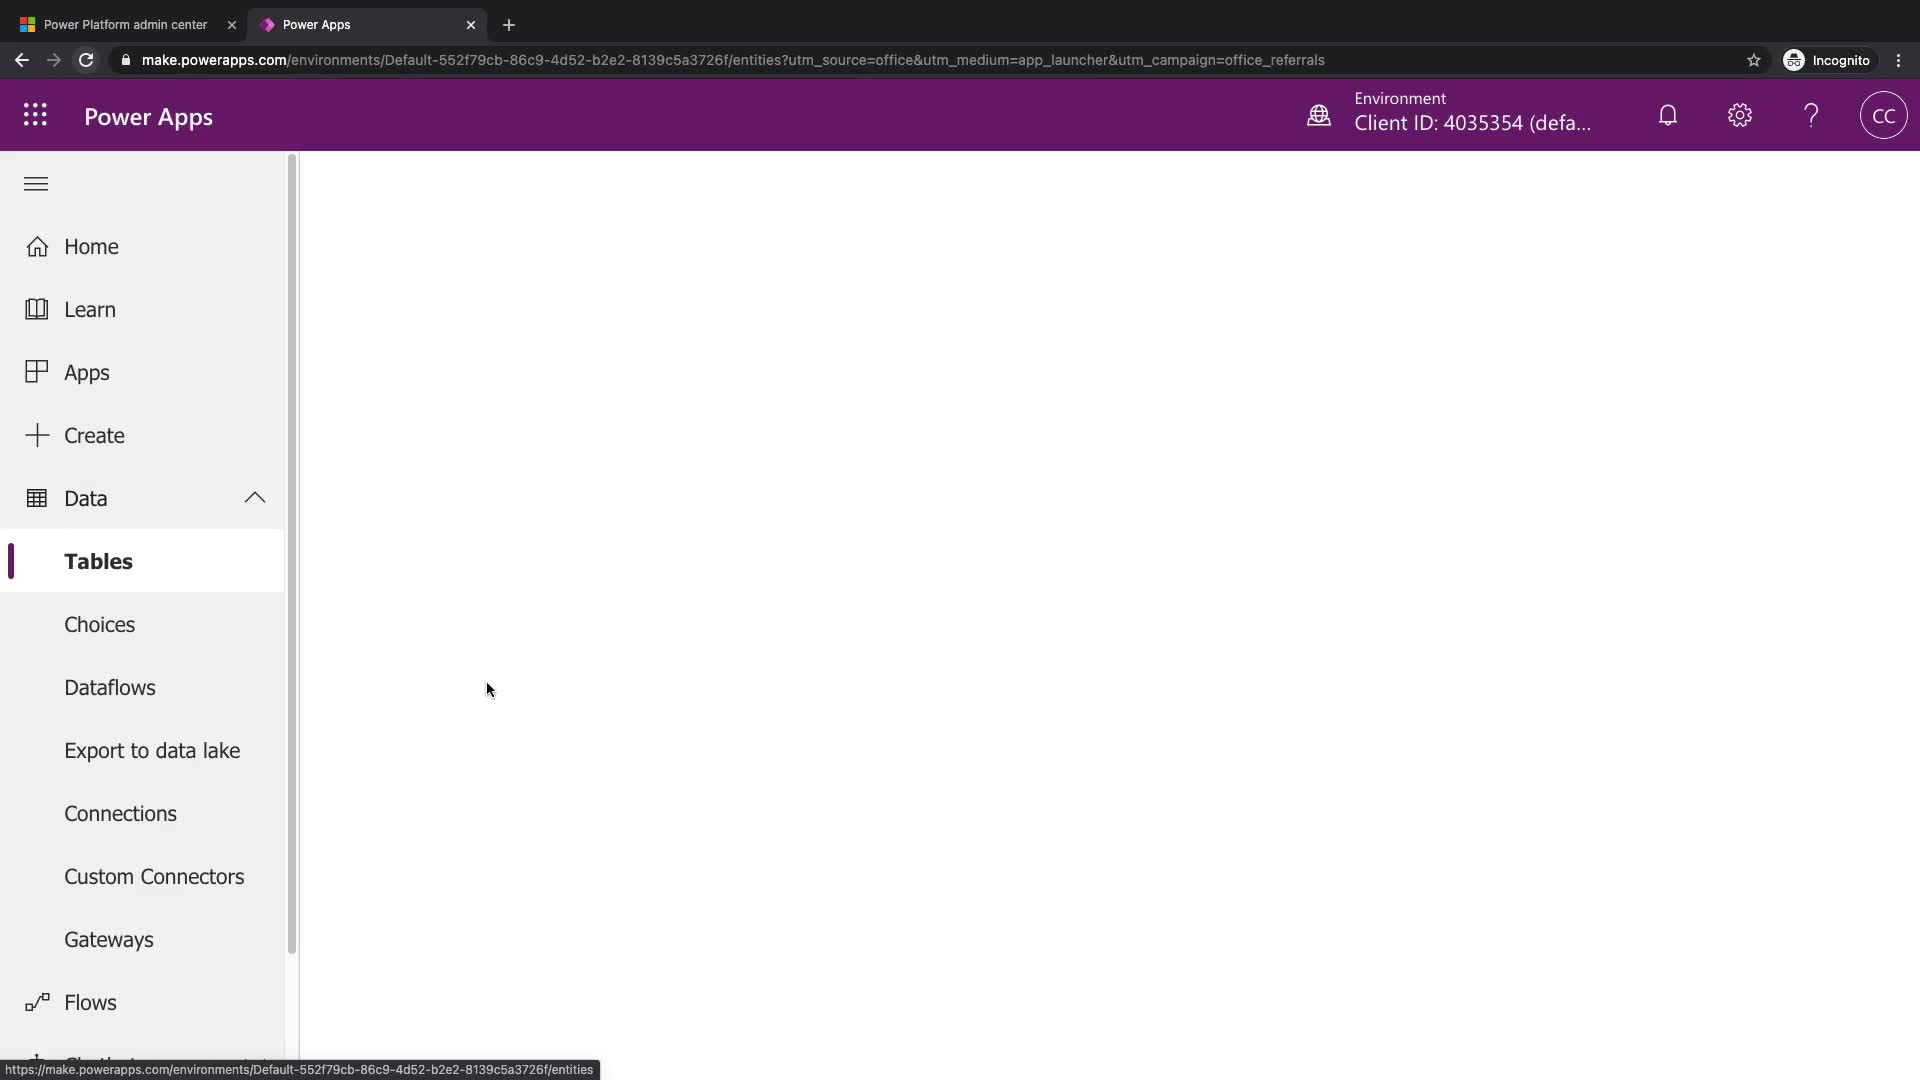 Power Platform admin center
Power Apps
make.powerapps.com/environments/Default-552f79cb-86c9-4d52-b2e2-8139c5a3726f/entities?utm_source=office&utm_medium=app_launcher&utm_campaign=office_referrals
Incognito
Power Apps
Environment
Client ID: 4035354 (defa...
CC
Home
Learn
Apps
Create
Data
Tables
Choices
Dataflows
Export to data lake
Connections
Custom Connectors
Gateways
Flows
https://make.powerapps.com/environments/Default-552f79cb-86c9-4d52-b2e2-8139c5a3726f/entities